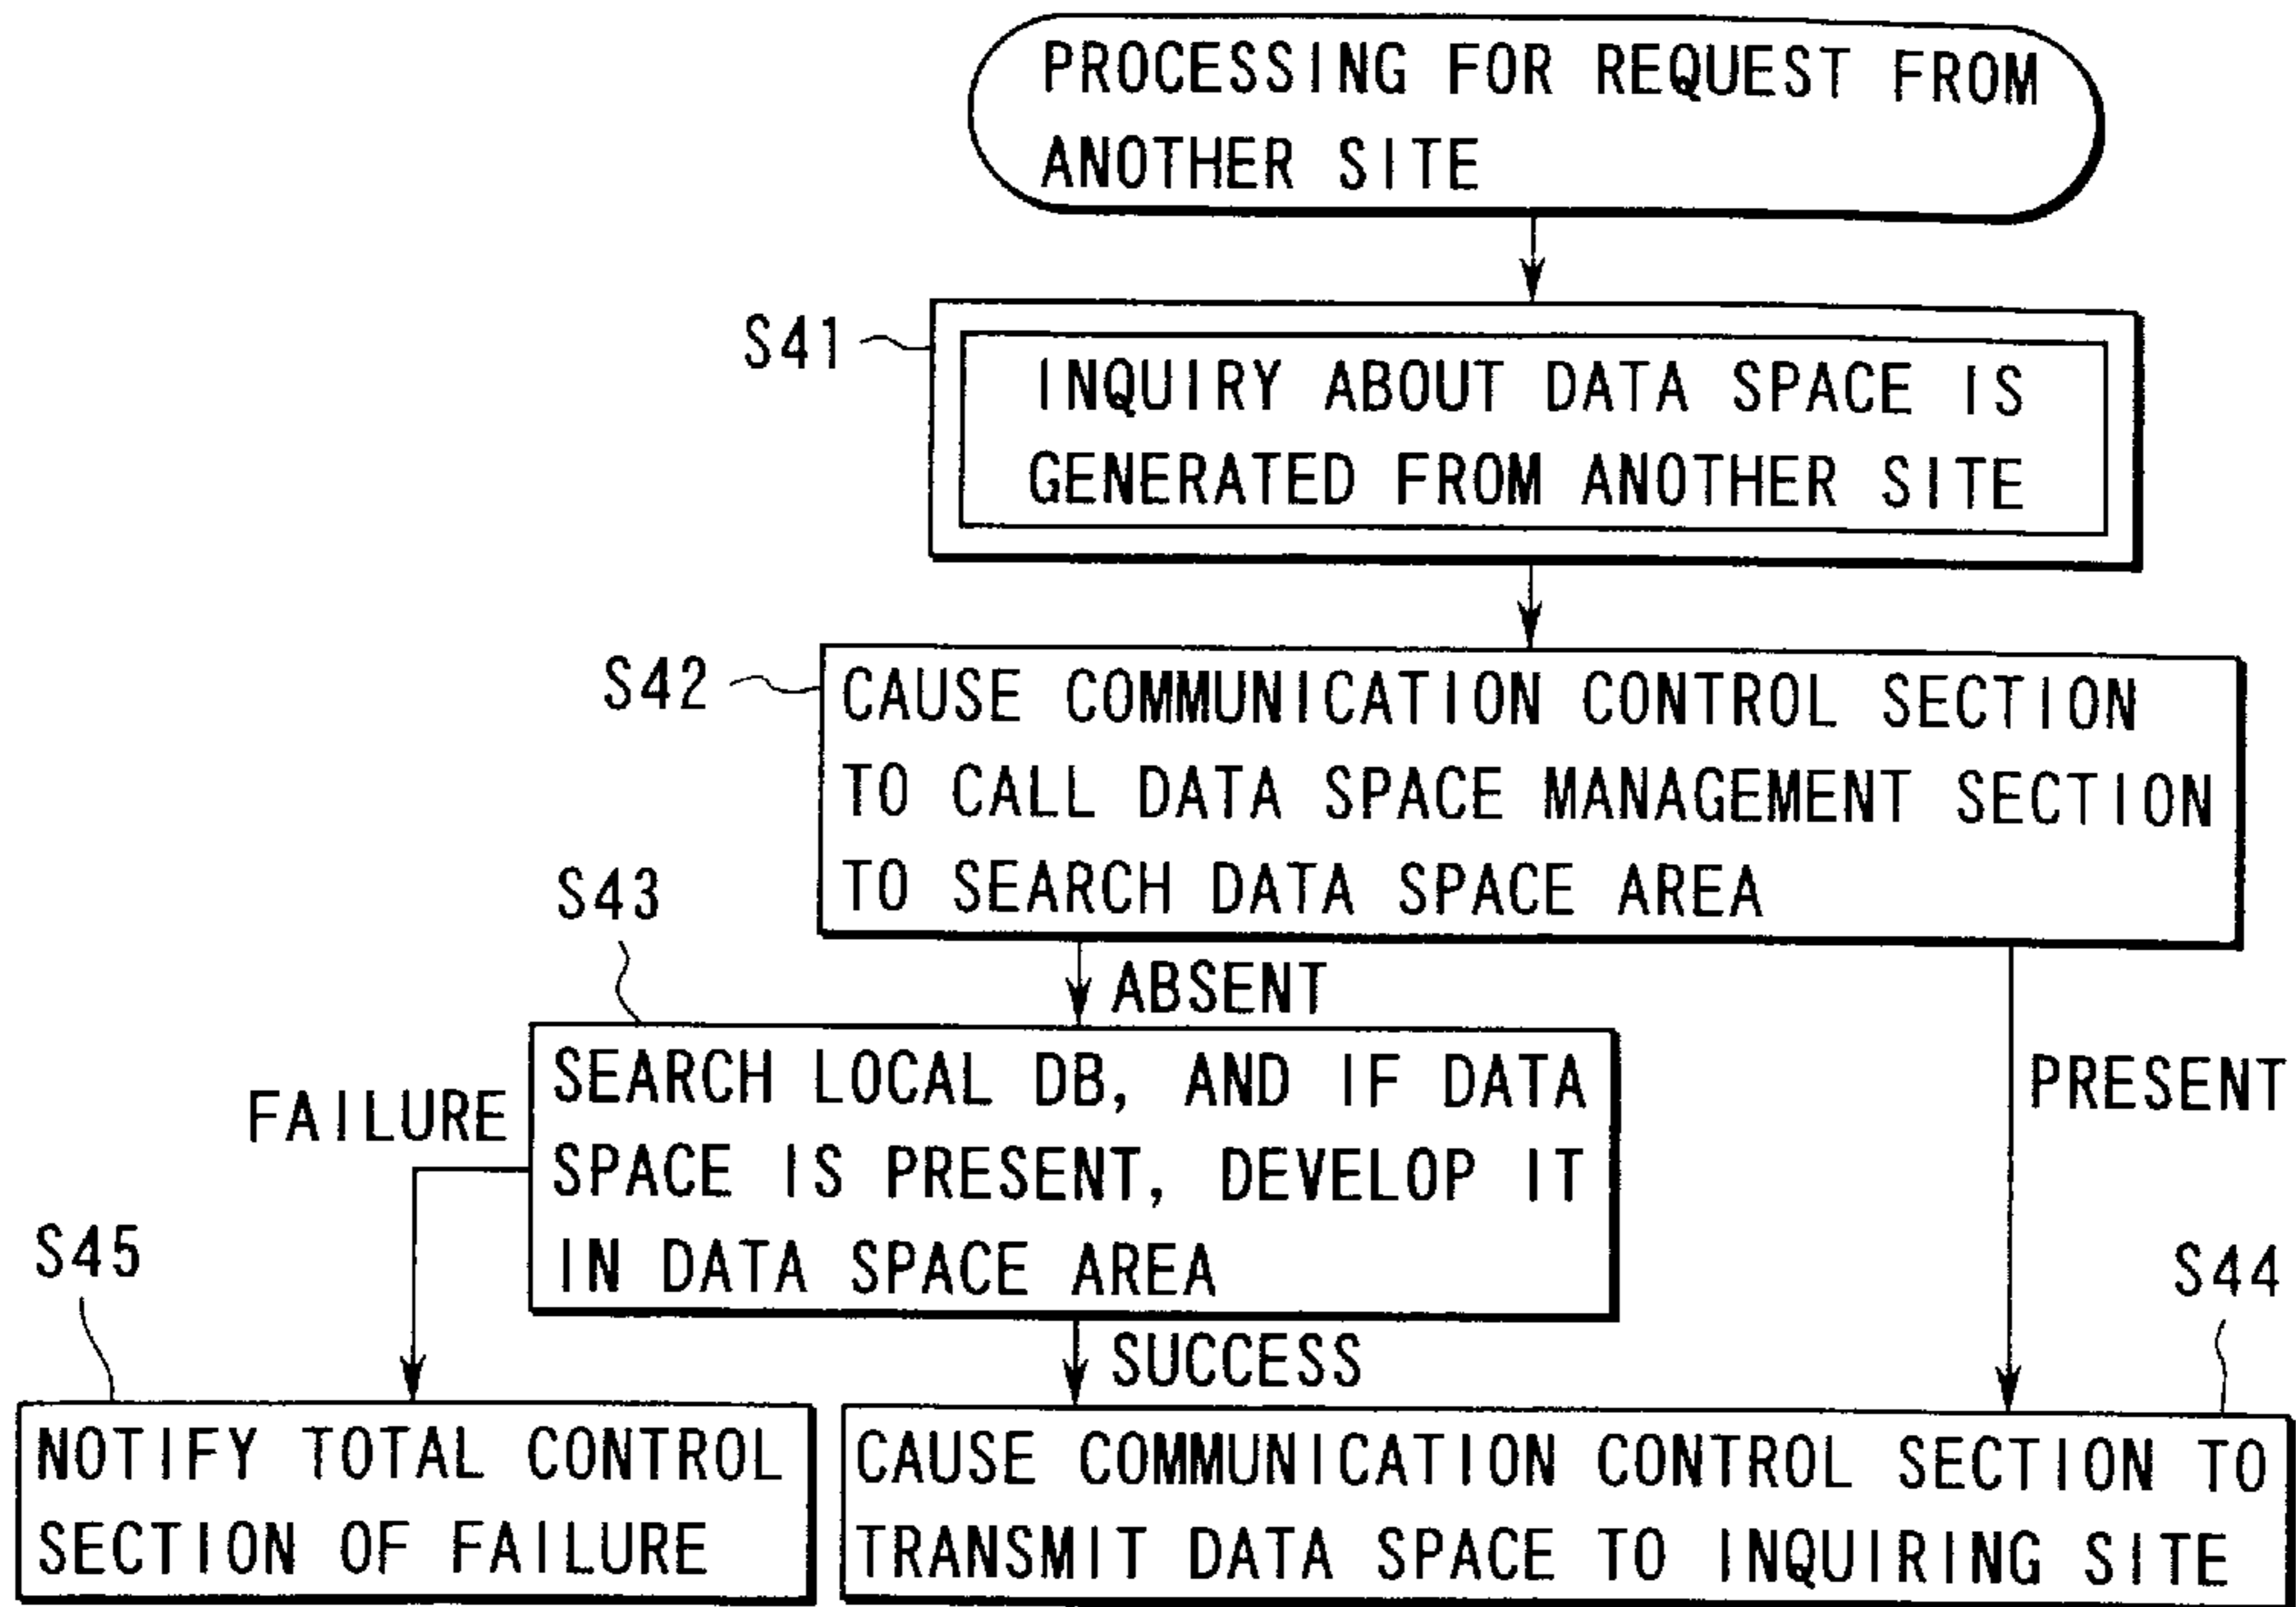 PROCESSING FOR REQUEST FROM
ANOTHER SITE
S41
INQUIRY ABOUT DATA SPACE IS
GENERATED FROM ANOTHER SITE
S42
CAUSE COMMUNICATION CONTROL SECTION
TO CALL DATA SPACE MANAGEMENT SECTION
TO SEARCH DATA SPACE AREA
S43
ABSENT
PRESENT
SEARCH LOCAL DB, AND IF DATA
SPACE IS PRESENT, DEVELOP IT
IN DATA SPACE AREA
FAILURE
SUCCESS
S45
NOTIFY TOTAL CONTROL
SECTION OF FAILURE
S44
CAUSE COMMUNICATION CONTROL SECTION TO
TRANSMIT DATA SPACE TO INQUIRING SITE